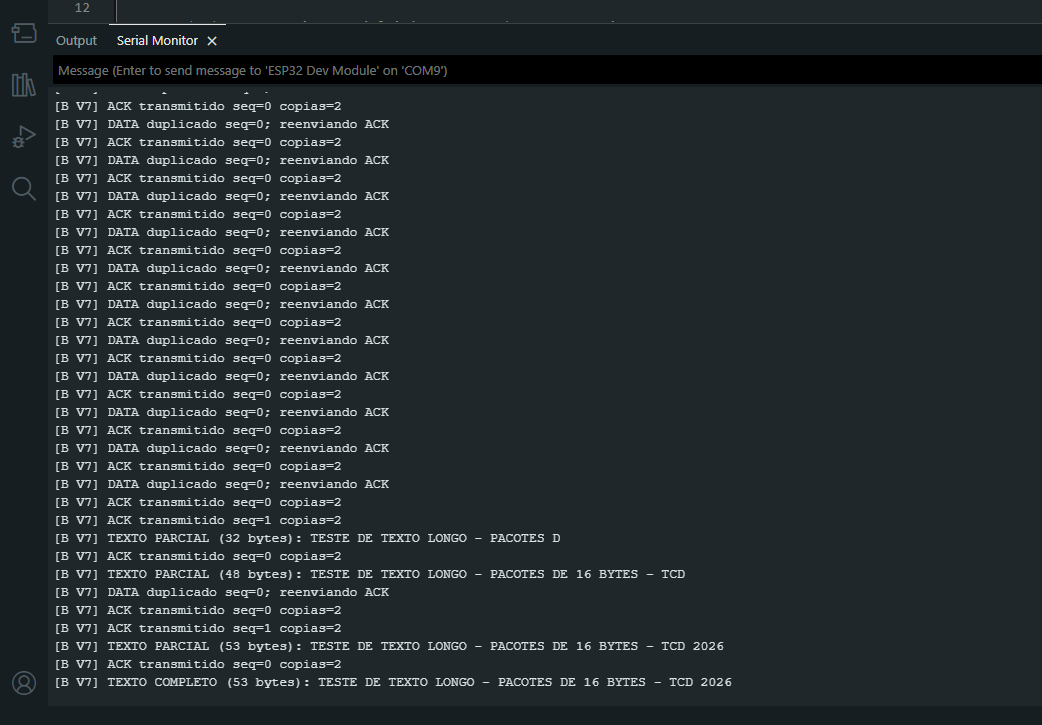 12
Output Serial Monitor
Message (Enter to send message to 'ESP32 Dev Module' on 'COM9')
[B V7] ACK transmitido seq=0 copias=2
[B V7] DATA duplicado seq=0; reenviando ACK
[B V7] ACK transmitido seq=0 copias=2
[B V7] DATA duplicado seq=0; reenviando ACK
[B V7] ACK transmitido seq=0 copias=2
[B V7] DATA duplicado seq=0; reenviando ACK
[B V7] ACK transmitido seq=0 copias=2
[B V7] DATA duplicado seq=0; reenviando ACK
[B V7] ACK transmitido seq=0 copias=2
[B V7] DATA duplicado seq=0; reenviando ACK
[B V7] ACK transmitido seq=0 copias=2
[B V7] DATA duplicado seq=0; reenviando ACK
[B V7] ACK transmitido seq=0 copias=2
[B V7] DATA duplicado seq=0; reenviando ACK
[B V7] ACK transmitido seq=0 copias=2
[B V7] DATA duplicado seq=0; reenviando ACK
[B V7] ACK transmitido seq=0 copias=2
[B V7] DATA duplicado seq=0; reenviando ACK
[B V7] ACK transmitido seq=0 copias=2
[B V7] DATA duplicado seq=0; reenviando ACK
[B V7] ACK transmitido seq=0 copias=2
[B V7] DATA duplicado seq=0; reenviando ACK
[B V7] ACK transmitido seq=0 copias=2
[B V7] ACK transmitido seq=1 copias=2
[B V7] TEXTO PARCIAL (32 bytes): TESTE DE TEXTO LONGO - PACOTES D
[B V7] ACK transmitido seq=0 copias=2
[B V7] TEXTO PARCIAL (48 bytes): TESTE DE TEXTO LONGO - PACOTES DE 16 BYTES - TCD
[B V7] DATA duplicado seq=0; reenviando ACK
[B V7] ACK transmitido seq=0 copias=2
[B V7] ACK transmitido seq=1 copias=2
[B V7] TEXTO PARCIAL (53 bytes): TESTE DE TEXTO LONGO - PACOTES DE 16 BYTES - TCD 2026
[B V7] ACK transmitido seq=0 copias=2
[B V7] TEXTO COMPLETO (53 bytes): TESTE DE TEXTO LONGO - PACOTES DE 16 BYTES - TCD 2026